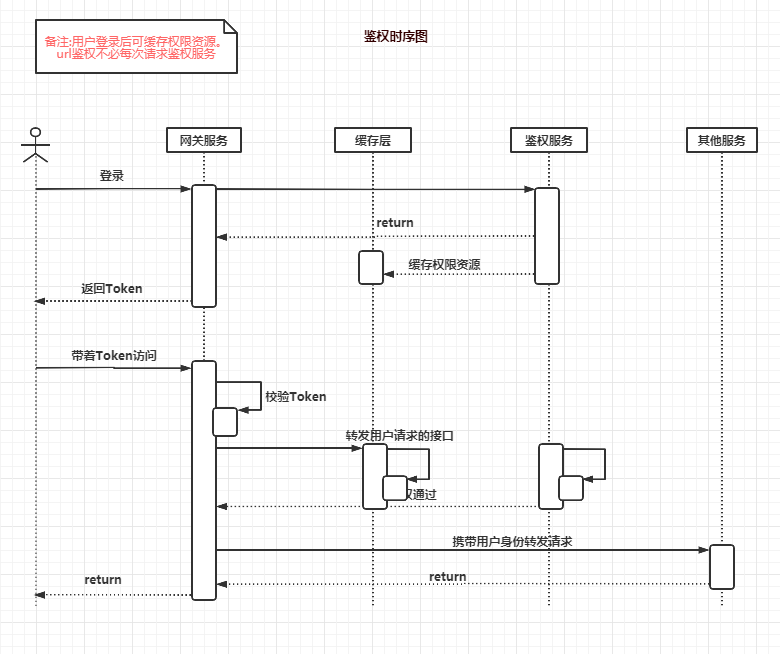 鉴权时序图
备注:用户登录后可缓存权限资源。
url鉴权不必每次请求鉴权服务
网关服务
缓存层
鉴权服务
其他服务
登录
return
缓存权限资源
返回Token
带着Token访问
校验Token
转发用户请求的接口
通过
携带用户身份转发请求
return
return